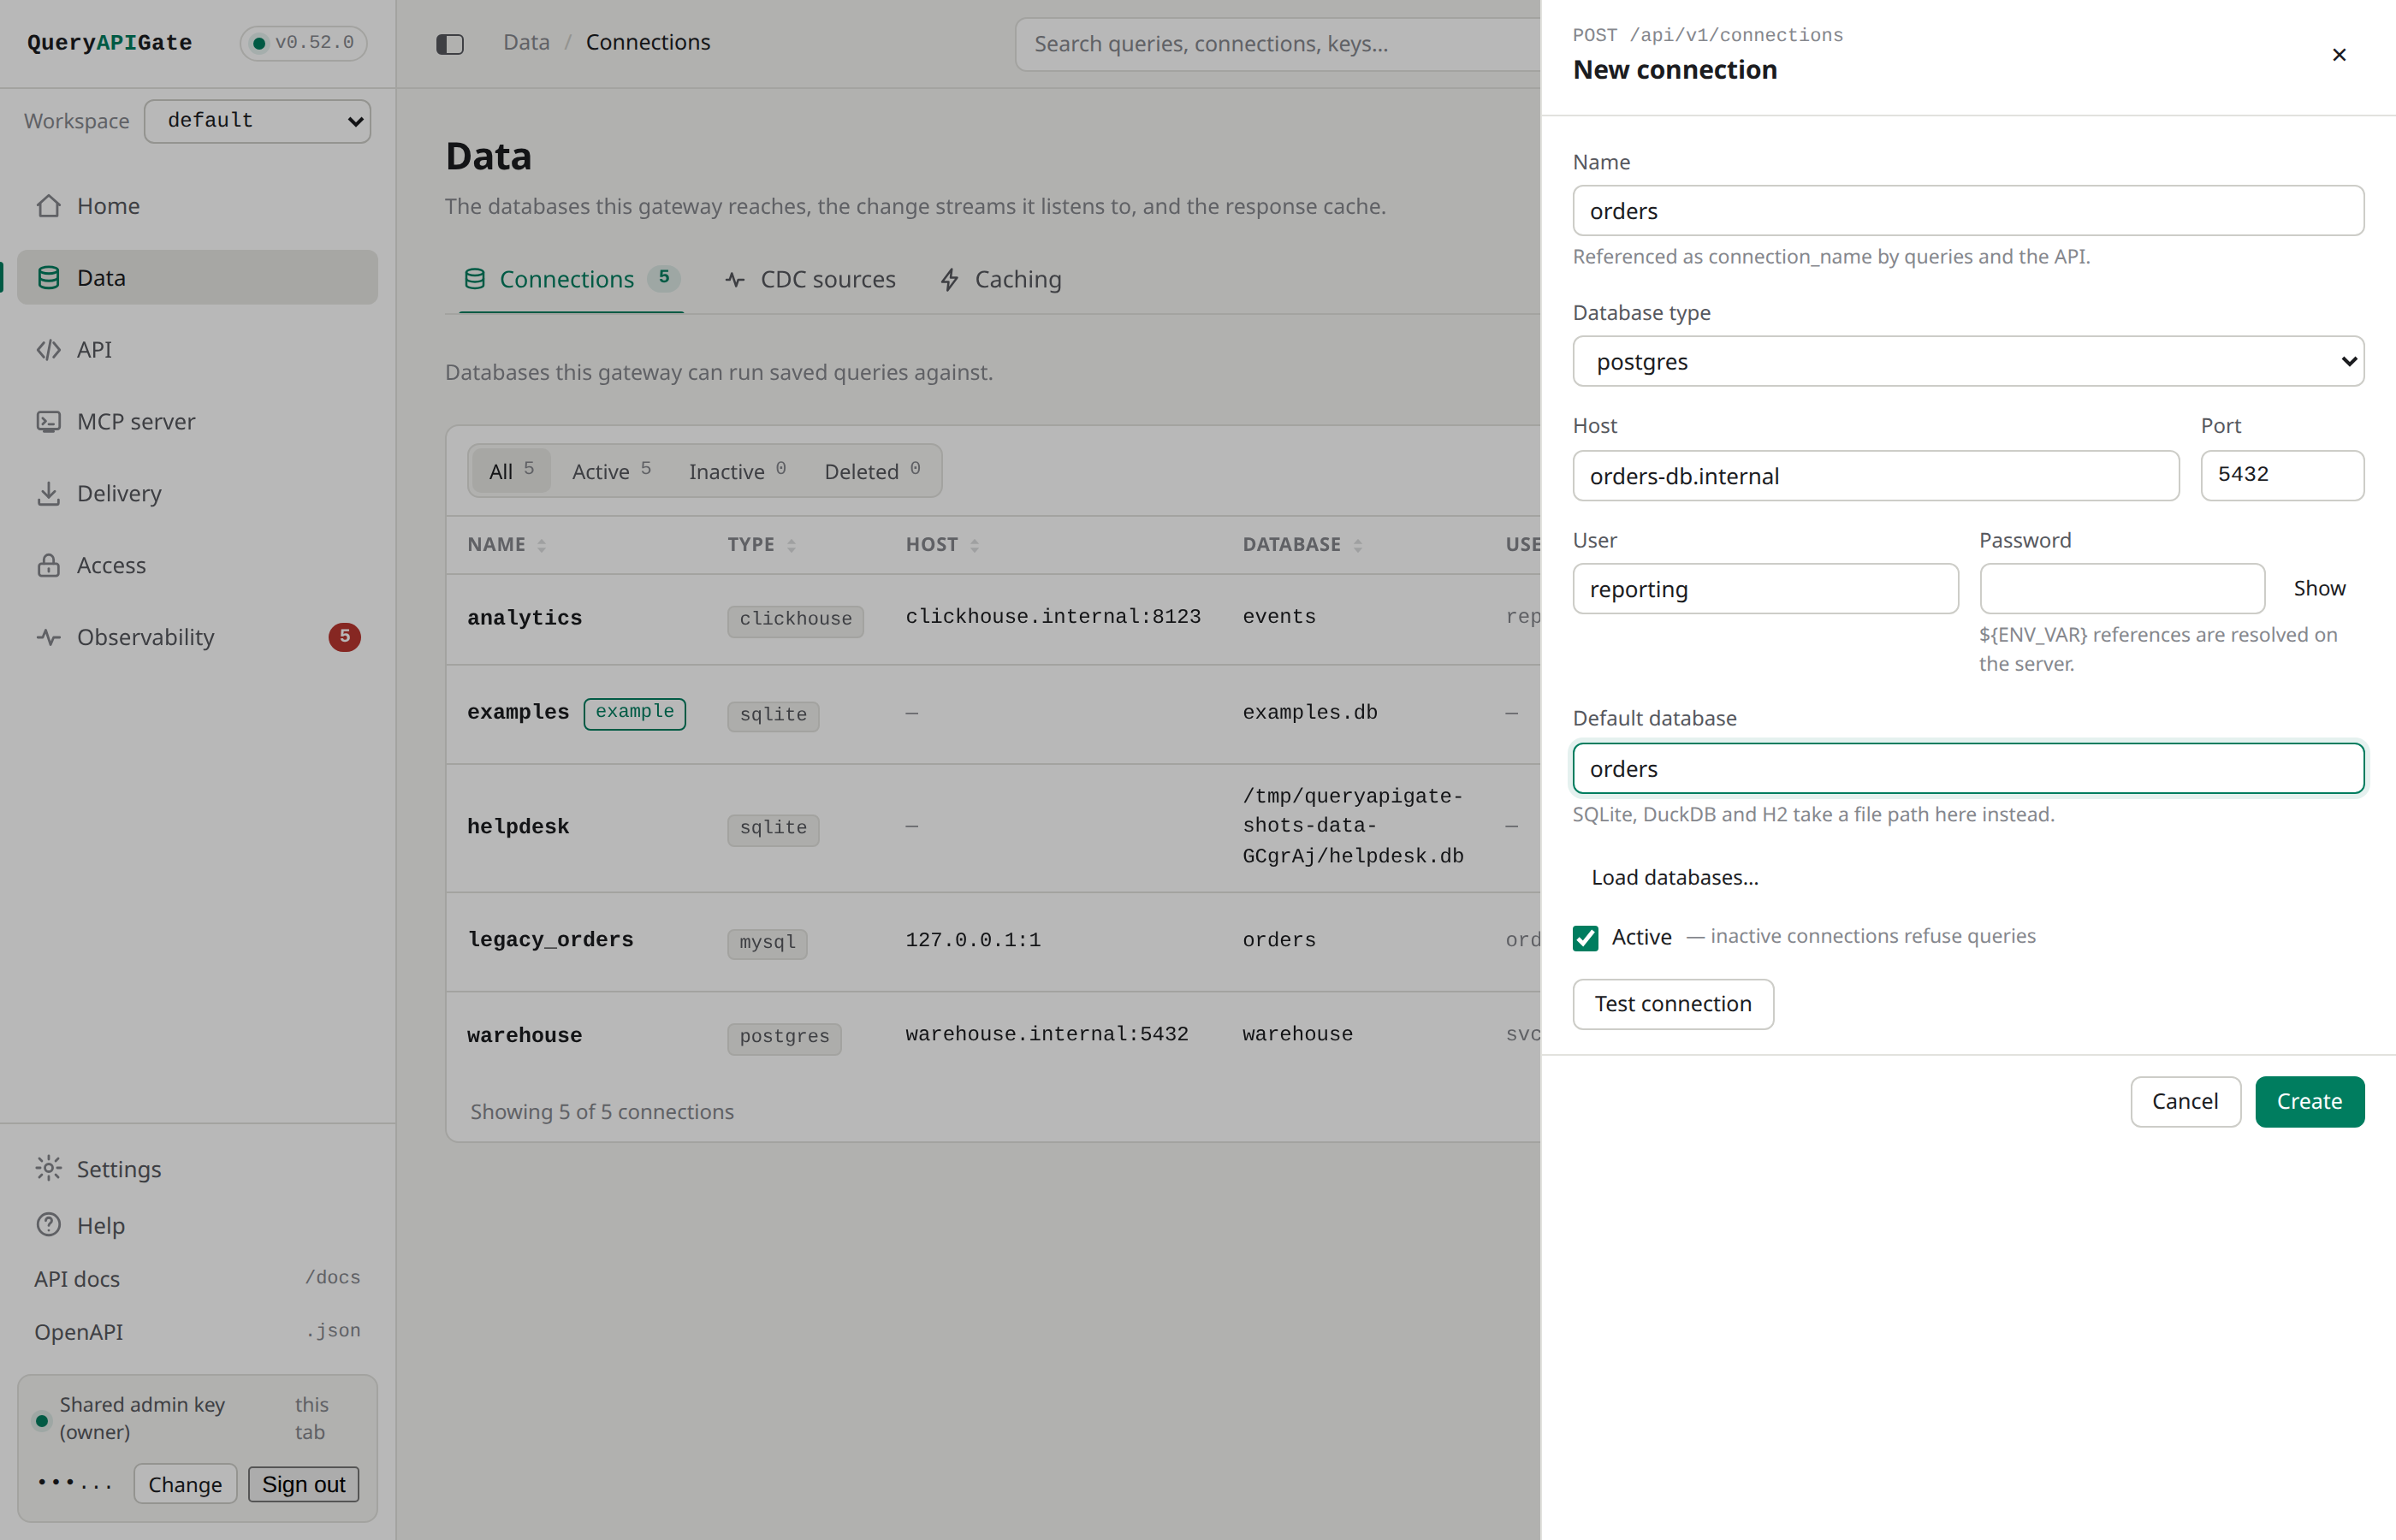 QueryAPIGate v0.52.0
Workspace default
Home
Data
API
MCP server
Delivery
Access
Observability 5
Settings
Help
API docs /docs
OpenAPI .json
Shared admin key (owner) this tab
•••... Change Sign out
Data / Connections
Search queries, connections, keys...
Data
The databases this gateway reaches, the change streams it listens to, and the response cache.
Connections 5 CDC sources Caching
Databases this gateway can run saved queries against.
All 5 Active 5 Inactive 0 Deleted 0
NAME TYPE HOST DATABASE USE
analytics clickhouse clickhouse.internal:8123 events rep
examples example sqlite — examples.db —
helpdesk sqlite — /tmp/queryapigate-shots-data-GCgrAj/helpdesk.db —
legacy_orders mysql 127.0.0.1:1 orders ord
warehouse postgres warehouse.internal:5432 warehouse svc
Showing 5 of 5 connections
POST /api/v1/connections
New connection
×
Name
orders
Referenced as connection_name by queries and the API.
Database type
postgres
Host Port
orders-db.internal 5432
User Password
reporting Show
${ENV_VAR} references are resolved on
the server.
Default database
orders
SQLite, DuckDB and H2 take a file path here instead.
Load databases...
Active — inactive connections refuse queries
Test connection
Cancel Create